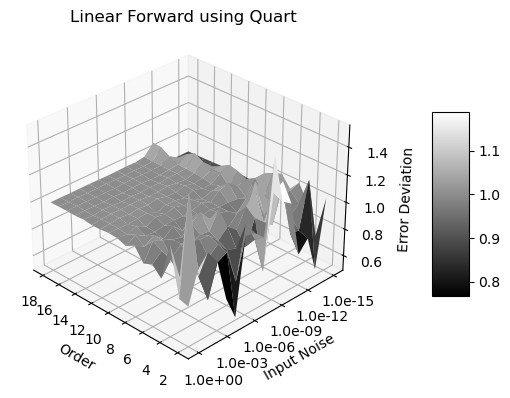 Linear Forward using Quart
1.4
1.2
1.0
0.8
0.6
Error Deviation
1.1
1.0
0.9
0.8
18
16
14
12
10
8
6
4
2
Order
1.0e-15
1.0e-12
1.0e-09
1.0e-06
1.0e-03
1.0e+00
Input Noise